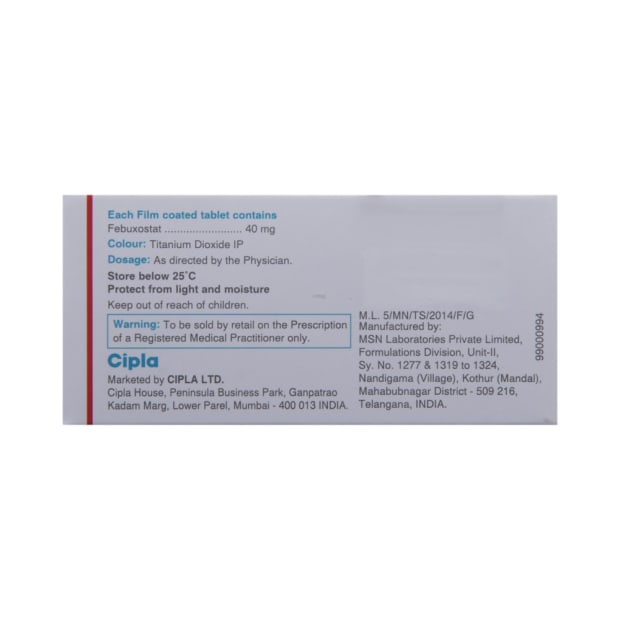 Each Film coated tablet contains
Febuxostat .......................... 40 mg
Colour: Titanium Dioxide IP
Dosage: As directed by the Physician.
Store below 25°C
Protect from light and moisture
Keep out of reach of children.
Warning: To be sold by retail on the Prescription
of a Registered Medical Practitioner only.
Cipla
Marketed by CIPLA LTD.
Cipla House, Peninsula Business Park, Ganpatrao
Kadam Marg, Lower Parel, Mumbai - 400 013 INDIA.
M.L. 5/MN/TS/2014/F/G
Manufactured by:
MSN Laboratories Private Limited,
Formulations Division, Unit-II,
Sy. No. 1277 & 1319 to 1324,
Nandigama (Village), Kothur (Mandal),
Mahabubnagar District - 509 216,
Telangana, INDIA.
99000994